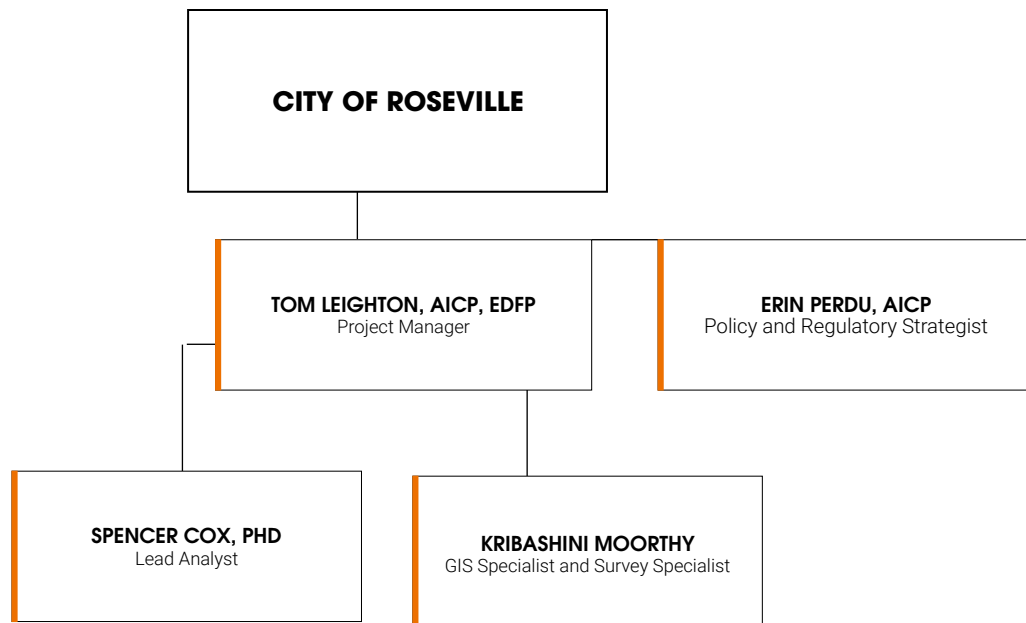 CITY OF ROSEVILLE
TOM LEIGHTON, AICP, EDFP
Project Manager
ERIN PERDU, AICP
Policy and Regulatory Strategist
SPENCER COX, PHD
Lead Analyst
KRIBASHINI MOORTHY
GIS Specialist and Survey Specialist